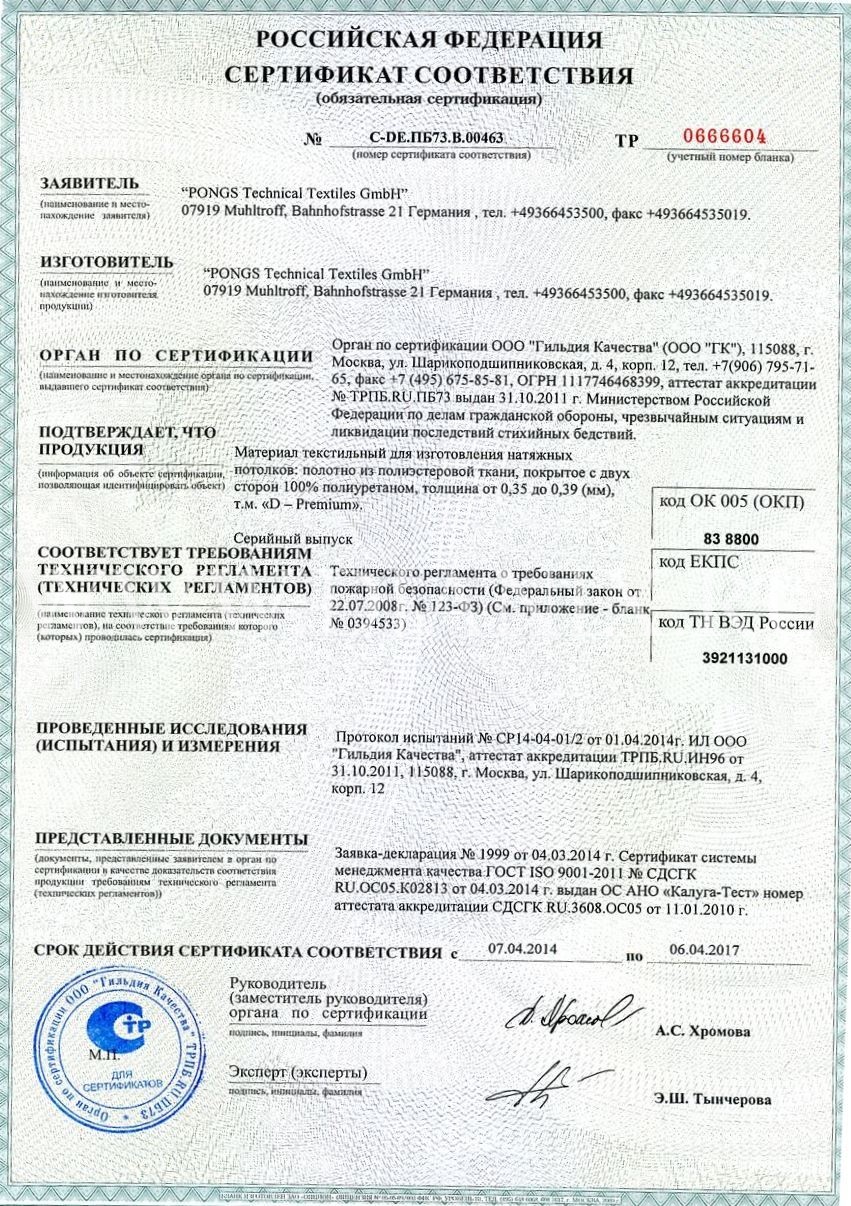 РОССИЙСКАЯ ФЕДЕРАЦИЯ
СЕРТИФИКАТ СООТВЕТСТВИЯ
(обязательная сертификация)
№ C-DE.ПБ73.В.00463 ТР 0666604
(номер сертификата соответствия) (учетный номер бланка)
ЗАЯВИТЕЛЬ
(наименование и место-
нахождение заявителя)
“PONGS Technical Textiles GmbH”
07919 Muhltroff, Bahnhofstrasse 21 Германия , тел. +49366453500, факс +493664535019.
ИЗГОТОВИТЕЛЬ
(наименование и место-
нахождение изготовителя
продукции)
“PONGS Technical Textiles GmbH”
07919 Muhltroff, Bahnhofstrasse 21 Германия , тел. +49366453500, факс +493664535019.
ОРГАН ПО СЕРТИФИКАЦИИ
(наименование и местонахождение органа по сертификации,
выдавшего сертификат соответствия)
Орган по сертификации ООО "Гильдия Качества" (ООО "ГК"), 115088, г.
Москва, ул. Шарикоподшипниковская, д. 4, корп. 12, тел. +7(906) 795-71-
65, факс +7 (495) 675-85-81, ОГРН 1117746468399, аттестат аккредитации
№ ТРПБ.RU.ПБ73 выдан 31.10.2011 г. Министерством Российской
Федерации по делам гражданской обороны, чрезвычайным ситуациям и
ликвидации последствий стихийных бедствий.
ПОДТВЕРЖДАЕТ, ЧТО
ПРОДУКЦИЯ
(информация об объекте сертификации,
позволяющая идентифицировать объект)
Материал текстильный для изготовления натяжных
потолков: полотно из полиэстеровой ткани, покрытое с двух
сторон 100% полиуретаном, толщина от 0,35 до 0,39 (мм),
т.м. «D – Premium».
Серийный выпуск
код ОК 005 (ОКП)
83 8800
код ЕКПС
код ТН ВЭД России
3921131000
СООТВЕТСТВУЕТ ТРЕБОВАНИЯМ
ТЕХНИЧЕСКОГО РЕГЛАМЕНТА
(ТЕХНИЧЕСКИХ РЕГЛАМЕНТОВ)
(наименование технического регламента (технических
регламентов), на соответствие требованиям которого
(которых) проводилась сертификация)
Технического регламента о требованиях
пожарной безопасности (Федеральный закон от
22.07.2008г. № 123-ФЗ) (См. приложение - бланк
№ 0394533)
ПРОВЕДЕННЫЕ ИССЛЕДОВАНИЯ
(ИСПЫТАНИЯ) И ИЗМЕРЕНИЯ
Протокол испытаний № СР14-04-01/2 от 01.04.2014г. ИЛ ООО
"Гильдия Качества", аттестат аккредитации ТРПБ.RU.ИН96 от
31.10.2011, 115088, г. Москва, ул. Шарикоподшипниковская, д. 4,
корп. 12
ПРЕДСТАВЛЕННЫЕ ДОКУМЕНТЫ
(документы, представленные заявителем в орган по
сертификации в качестве доказательств соответствия
продукции требованиям технического регламента
(технических регламентов))
Заявка-декларация № 1999 от 04.03.2014 г. Сертификат системы
менеджмента качества ГОСТ ISO 9001-2011 № СДСГК
RU.ОС05.К02813 от 04.03.2014 г. выдан ОС АНО «Калуга-Тест» номер
аттестата аккредитации СДСГК RU.3608.ОС05 от 11.01.2010 г.
СРОК ДЕЙСТВИЯ СЕРТИФИКАТА СООТВЕТСТВИЯ с 07.04.2014 по 06.04.2017
Руководитель
(заместитель руководителя)
органа по сертификации
подпись, инициалы, фамилия
А.С. Хромова
Эксперт (эксперты)
подпись, инициалы, фамилия
Э.Ш. Тынчерова
Орган по сертификации ООО "Гильдия Качества" ТРПБ.RU.ПБ73
ТР
М.П.
ДЛЯ
СЕРТИФИКАТОВ